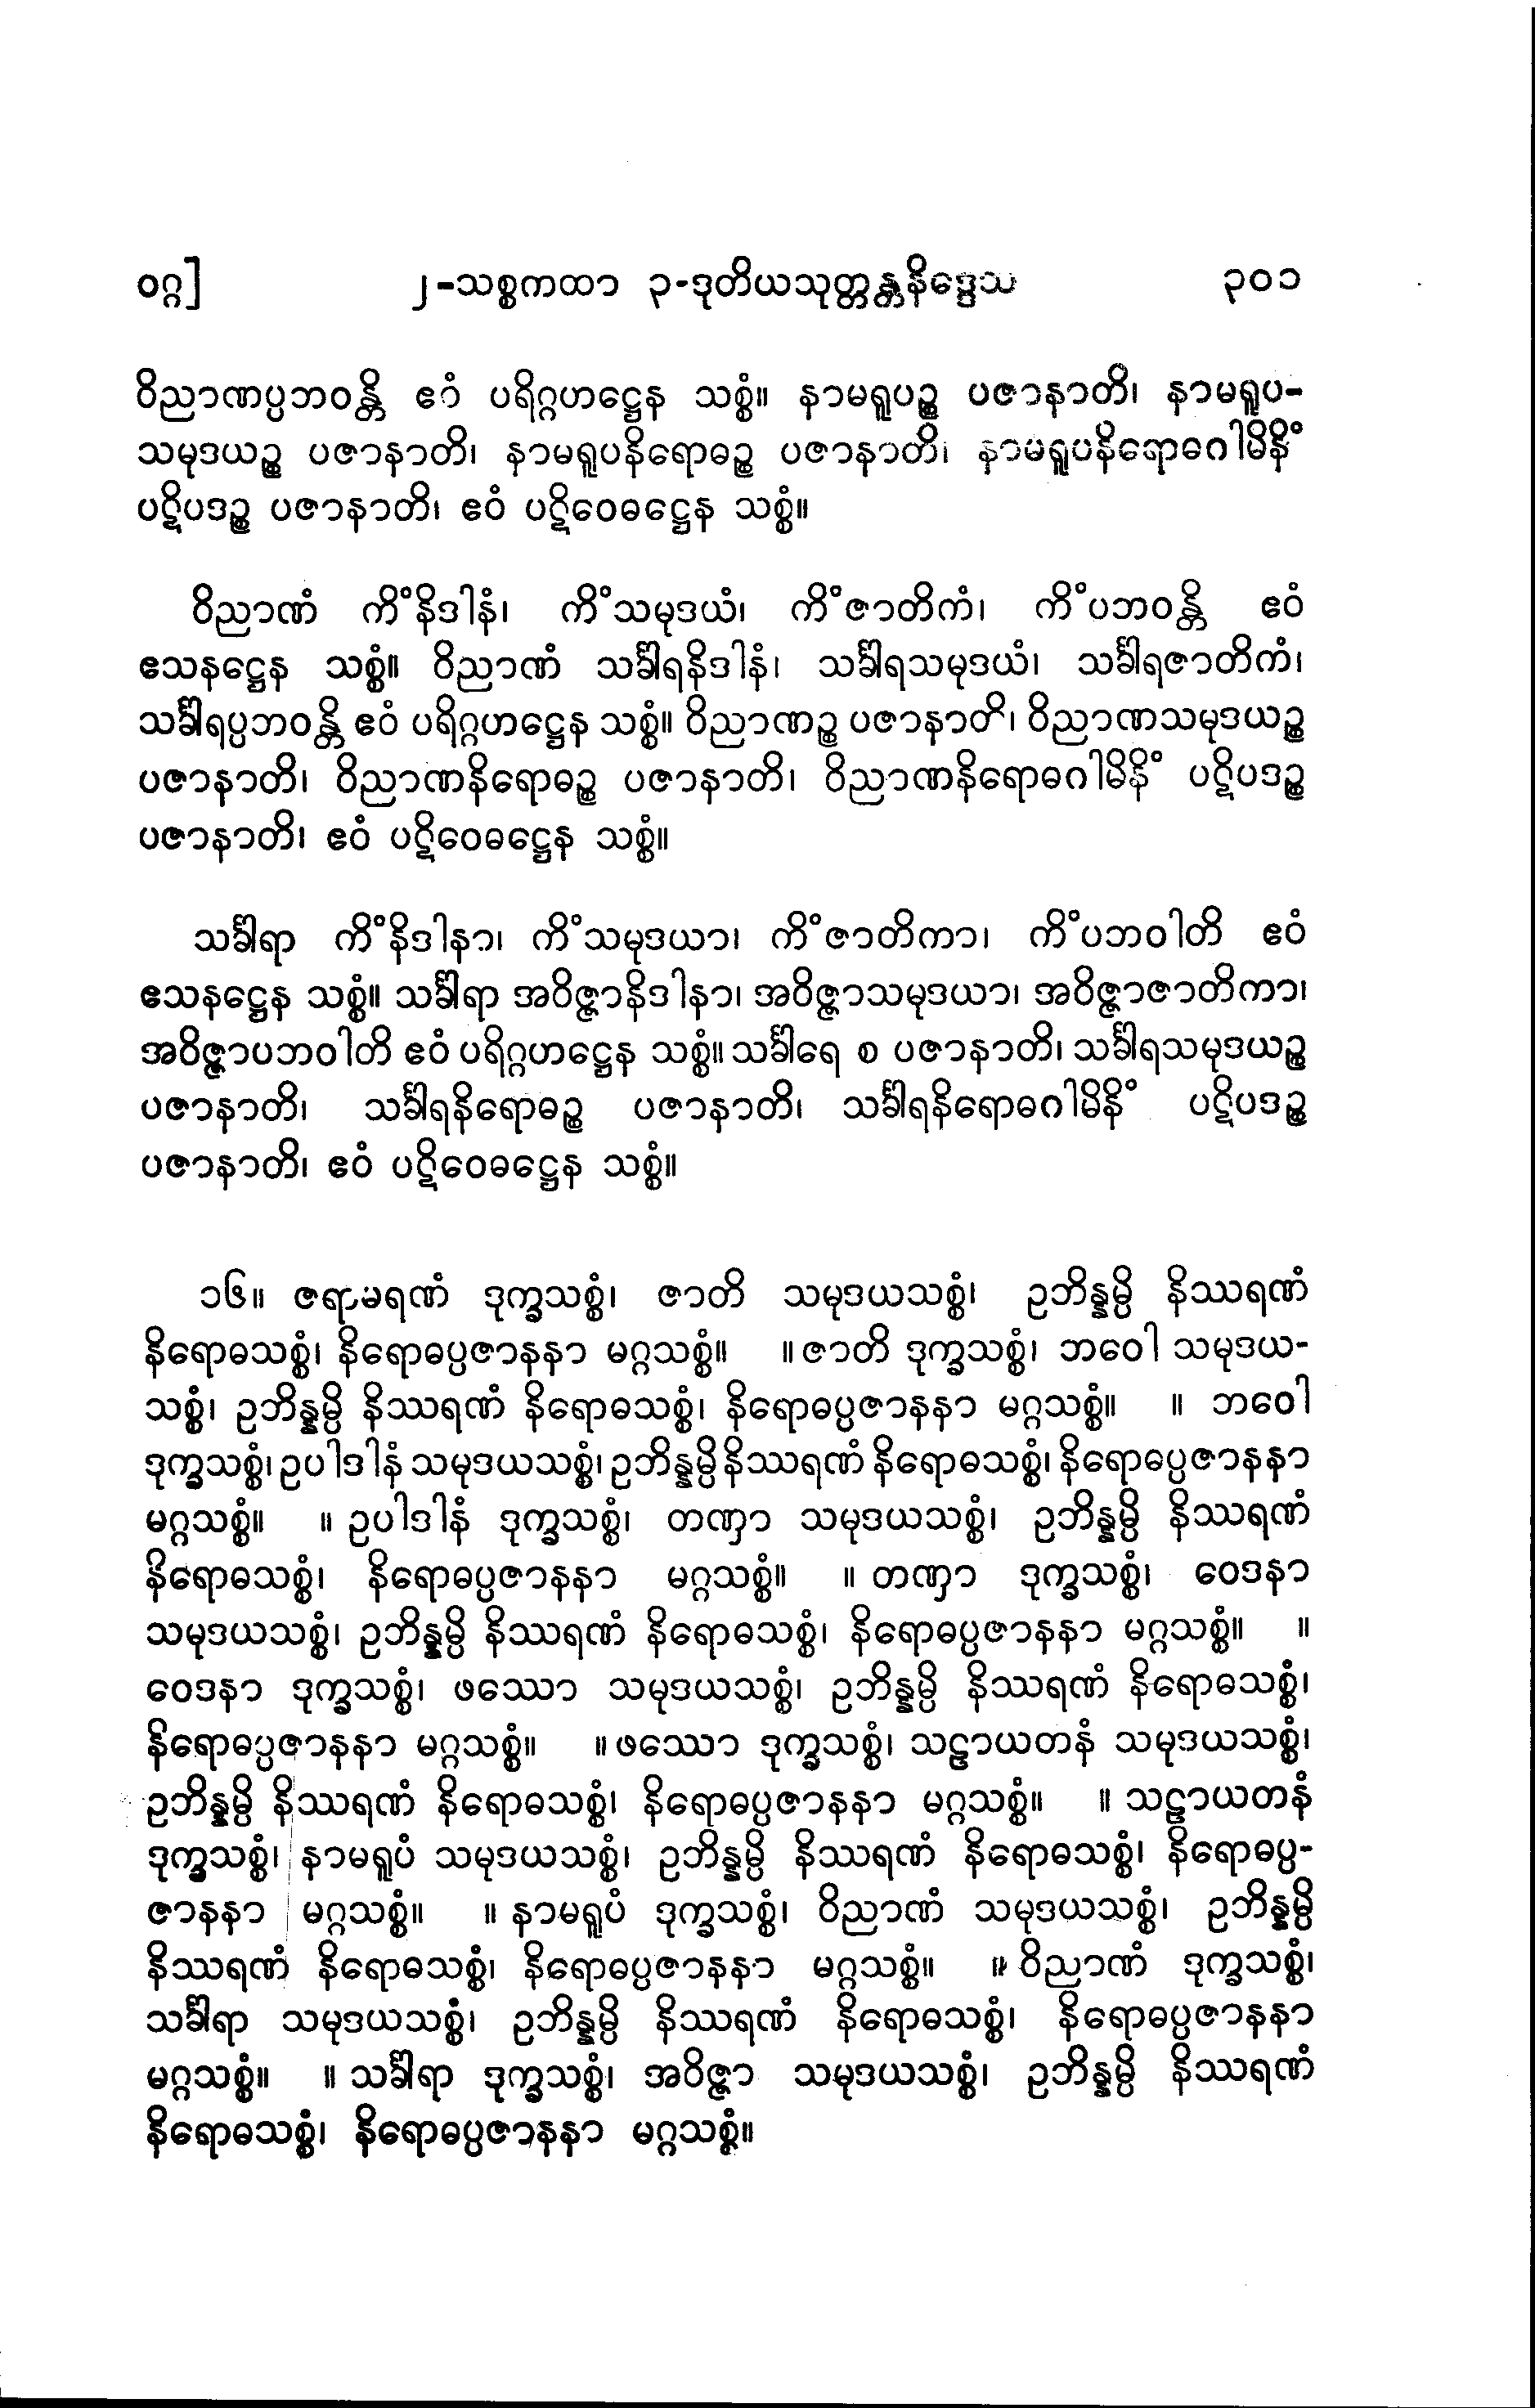 ဝဂ္ဂ] ၂-သစ္စကထာ ၃-ဒုတိယသုတ္တန္တနိဒ္ဒေသ ၃၀၁
ဝိညာဏပ္ပဘဝန္တိ ဧဝံ ပရိဂ္ဂဟဋ္ဌေန သစ္စံ။ နာမရူပဉ္စ ပဇာနာတိ၊ နာမရူပ-
သမုဒယဉ္စ ပဇာနာတိ၊ နာမရူပနိရောဓဉ္စ ပဇာနာတိ၊ နာမရူပနိရောဓဂါမိနိံ
ပဋိပဒဉ္စ ပဇာနာတိ၊ ဧဝံ ပဋိဝေဓဋ္ဌေန သစ္စံ။
ဝိညာဏံ ကိံနိဒါနံ၊ ကိံသမုဒယံ၊ ကိံဇာတိကံ၊ ကိံပဘဝန္တိ ဧဝံ
ဧသနဋ္ဌေန သစ္စံ။ ဝိညာဏံ သင်္ခါရနိဒါနံ၊ သင်္ခါရသမုဒယံ၊ သင်္ခါရဇာတိကံ၊
သင်္ခါရပ္ပဘဝန္တိ ဧဝံ ပရိဂ္ဂဟဋ္ဌေန သစ္စံ။ ဝိညာဏဉ္စ ပဇာနာတိ၊ ဝိညာဏသမုဒယဉ္စ
ပဇာနာတိ၊ ဝိညာဏနိရောဓဉ္စ ပဇာနာတိ၊ ဝိညာဏနိရောဓဂါမိနိံ ပဋိပဒဉ္စ
ပဇာနာတိ၊ ဧဝံ ပဋိဝေဓဋ္ဌေန သစ္စံ။
သင်္ခါရာ ကိံနိဒါနာ၊ ကိံသမုဒယာ၊ ကိံဇာတိကာ၊ ကိံပဘဝါတိ ဧဝံ
ဧသနဋ္ဌေန သစ္စံ။ သင်္ခါရာ အဝိဇ္ဇာနိဒါနာ၊ အဝိဇ္ဇာသမုဒယာ၊ အဝိဇ္ဇာဇာတိကာ၊
အဝိဇ္ဇာပဘဝါတိ ဧဝံ ပရိဂ္ဂဟဋ္ဌေန သစ္စံ။ သင်္ခါရေ စ ပဇာနာတိ၊ သင်္ခါရသမုဒယဉ္စ
ပဇာနာတိ၊ သင်္ခါရနိရောဓဉ္စ ပဇာနာတိ၊ သင်္ခါရနိရောဓဂါမိနိံ ပဋိပဒဉ္စ
ပဇာနာတိ၊ ဧဝံ ပဋိဝေဓဋ္ဌေန သစ္စံ။
၁၆။ ဇရာမရဏံ ဒုက္ခသစ္စံ၊ ဇာတိ သမုဒယသစ္စံ၊ ဥဘိန္နမ္ပိ နိဿရဏံ
နိရောဓသစ္စံ၊ နိရောဓပ္ပဇာနနာ မဂ္ဂသစ္စံ။ ။ ဇာတိ ဒုက္ခသစ္စံ၊ ဘဝေါ သမုဒယ-
သစ္စံ၊ ဥဘိန္နမ္ပိ နိဿရဏံ နိရောဓသစ္စံ၊ နိရောဓပ္ပဇာနနာ မဂ္ဂသစ္စံ။ ။ ဘဝေါ
ဒုက္ခသစ္စံ၊ ဥပါဒါနံ သမုဒယသစ္စံ၊ ဥဘိန္နမ္ပိ နိဿရဏံ နိရောဓသစ္စံ၊ နိရောဓပ္ပဇာနနာ
မဂ္ဂသစ္စံ။ ။ ဥပါဒါနံ ဒုက္ခသစ္စံ၊ တဏှာ သမုဒယသစ္စံ၊ ဥဘိန္နမ္ပိ နိဿရဏံ
နိရောဓသစ္စံ၊ နိရောဓပ္ပဇာနနာ မဂ္ဂသစ္စံ။ ။ တဏှာ ဒုက္ခသစ္စံ၊ ဝေဒနာ
သမုဒယသစ္စံ၊ ဥဘိန္နမ္ပိ နိဿရဏံ နိရောဓသစ္စံ၊ နိရောဓပ္ပဇာနနာ မဂ္ဂသစ္စံ။ ။
ဝေဒနာ ဒုက္ခသစ္စံ၊ ဖဿော သမုဒယသစ္စံ၊ ဥဘိန္နမ္ပိ နိဿရဏံ နိရောဓသစ္စံ၊
နိရောဓပ္ပဇာနနာ မဂ္ဂသစ္စံ။ ။ ဖဿော ဒုက္ခသစ္စံ၊ သဠာယတနံ သမုဒယသစ္စံ၊
ဥဘိန္နမ္ပိ နိဿရဏံ နိရောဓသစ္စံ၊ နိရောဓပ္ပဇာနနာ မဂ္ဂသစ္စံ။ ။ သဠာယတနံ
ဒုက္ခသစ္စံ၊ နာမရူပံ သမုဒယသစ္စံ၊ ဥဘိန္နမ္ပိ နိဿရဏံ နိရောဓသစ္စံ၊ နိရောဓပ္ပ-
ဇာနနာ မဂ္ဂသစ္စံ။ ။ နာမရူပံ ဒုက္ခသစ္စံ၊ ဝိညာဏံ သမုဒယသစ္စံ၊ ဥဘိန္နမ္ပိ
နိဿရဏံ နိရောဓသစ္စံ၊ နိရောဓပ္ပဇာနနာ မဂ္ဂသစ္စံ။ ။ ဝိညာဏံ ဒုက္ခသစ္စံ၊
သင်္ခါရာ သမုဒယသစ္စံ၊ ဥဘိန္နမ္ပိ နိဿရဏံ နိရောဓသစ္စံ၊ နိရောဓပ္ပဇာနနာ
မဂ္ဂသစ္စံ။ ။ သင်္ခါရာ ဒုက္ခသစ္စံ၊ အဝိဇ္ဇာ သမုဒယသစ္စံ၊ ဥဘိန္နမ္ပိ နိဿရဏံ
နိရောဓသစ္စံ၊ နိရောဓပ္ပဇာနနာ မဂ္ဂသစ္စံ။